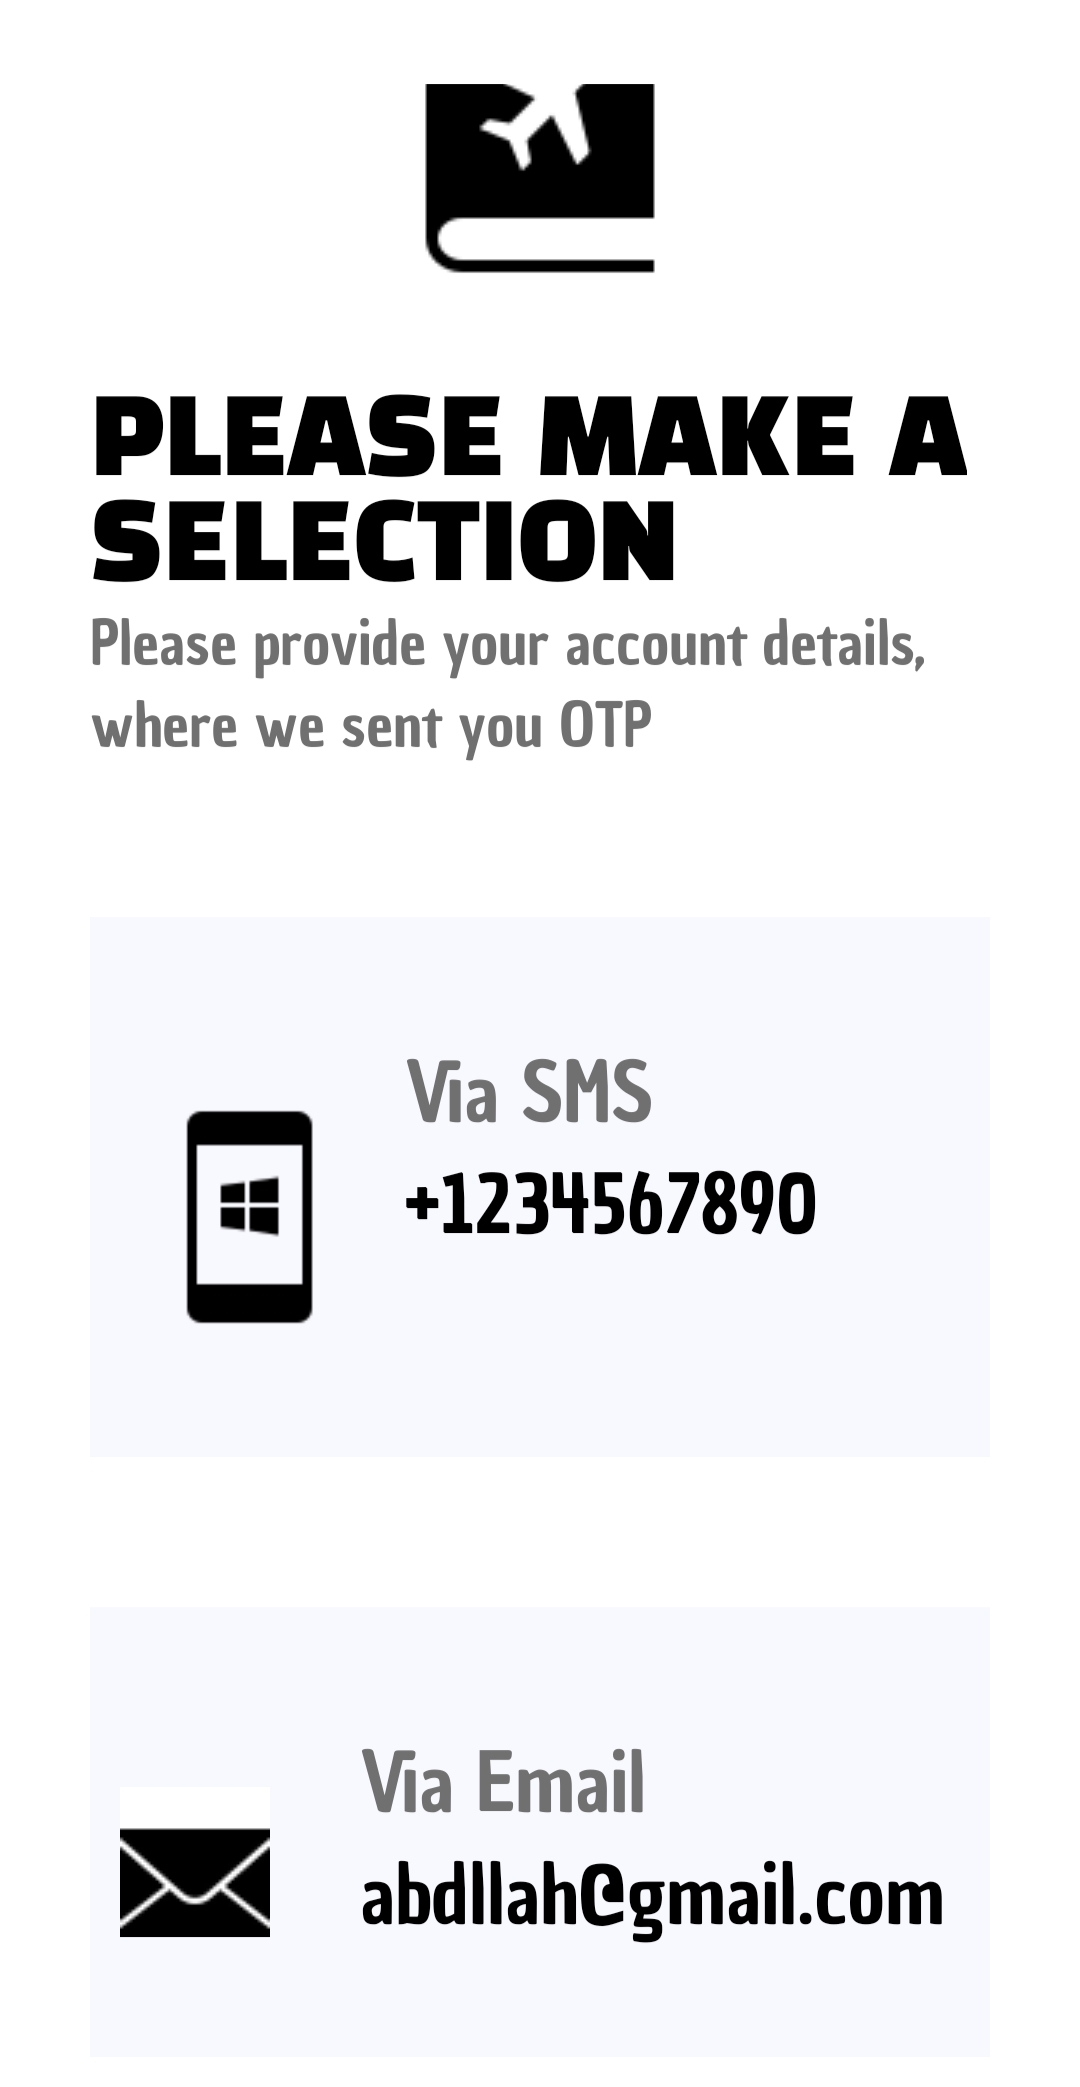 PLEASE MAKE A
SELECTION
Please provide your account details,
where we sent you OTP
Via SMS
+1234567890
Via Email
abdllah@gmail.com